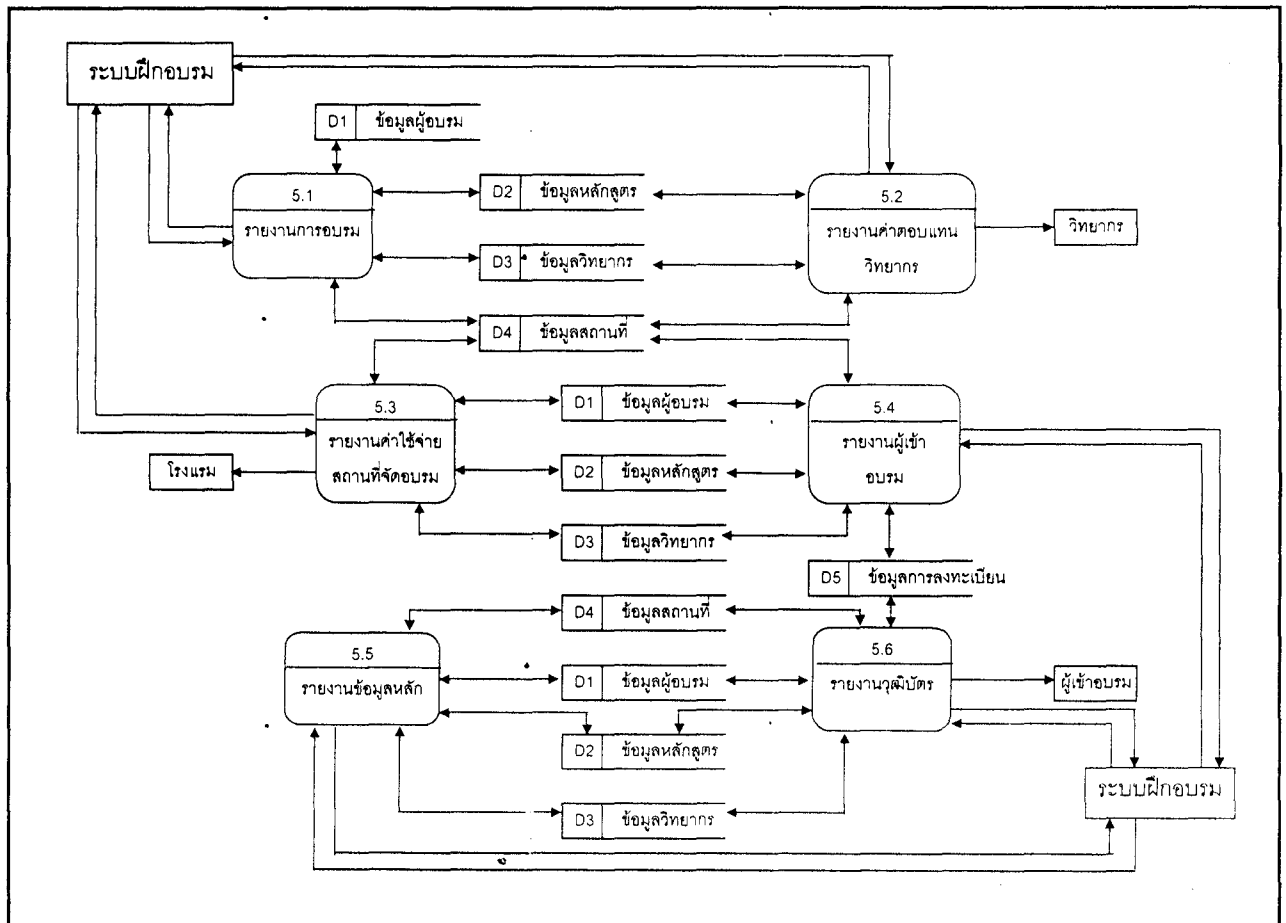 ระบบฝึกอบรม
D1 ข้อมูลผู้อบรม
5.1
รายงานการอบรม
D2 ข้อมูลหลักสูตร
5.2
รายงานค่าตอบแทน
วิทยากร
วิทยากร
D3 ข้อมูลวิทยากร
D4 ข้อมูลสถานที่
5.3
รายงานค่าใช้จ่าย
สถานที่จัดอบรม
โรงแรม
D1 ข้อมูลผู้อบรม
5.4
รายงานผู้เข้า
อบรม
D2 ข้อมูลหลักสูตร
D3 ข้อมูลวิทยากร
D5 ข้อมูลการลงทะเบียน
D4 ข้อมูลสถานที่
5.5
รายงานข้อมูลหลัก
D1 ข้อมูลผู้อบรม
5.6
รายงานวุฒิบัตร
ผู้เข้าอบรม
D2 ข้อมูลหลักสูตร
ระบบฝึกอบรม
D3 ข้อมูลวิทยากร